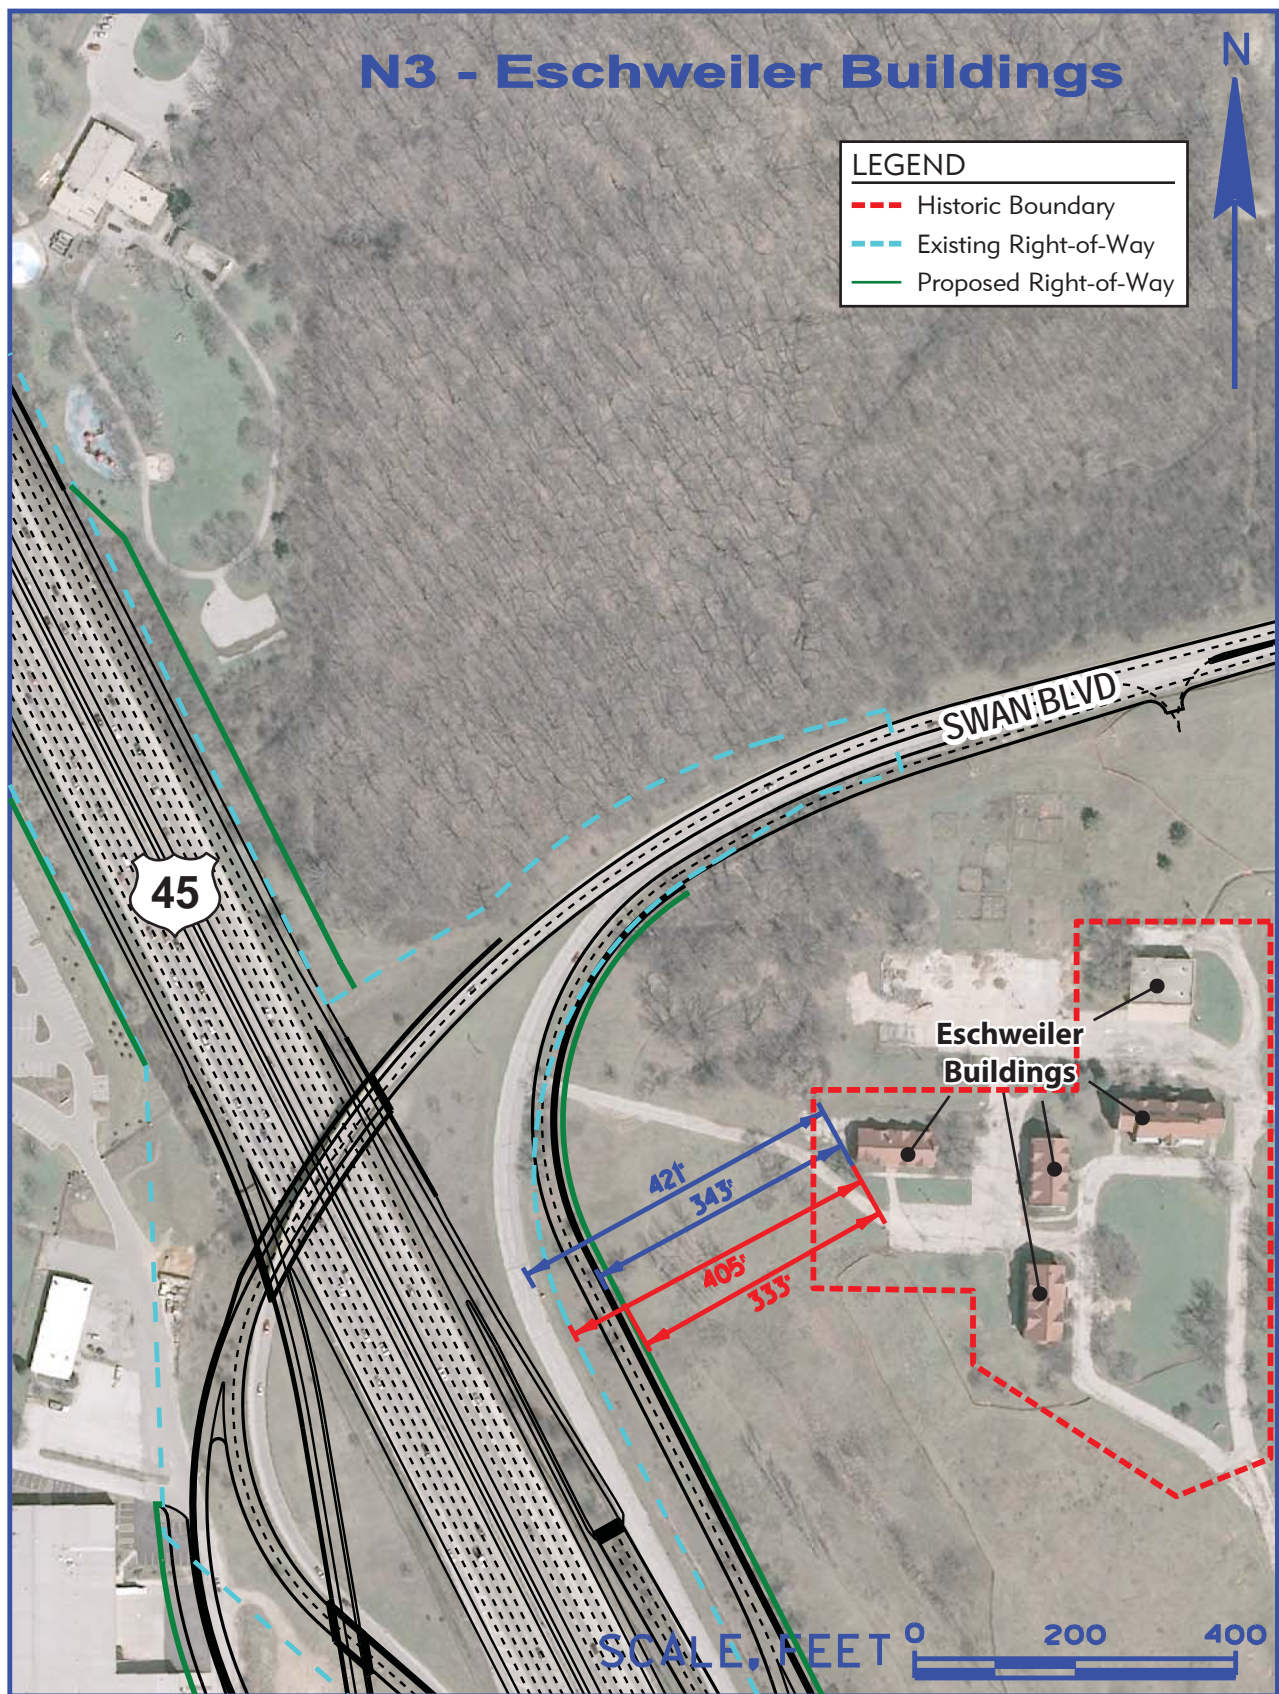 N3 - Eschweiler Buildings
N
LEGEND
Historic Boundary
Existing Right-of-Way
Proposed Right-of-Way
SWAN BLVD
45
Eschweiler
Buildings
421'
343'
405'
333'
SCALE, FEET
0 200 400